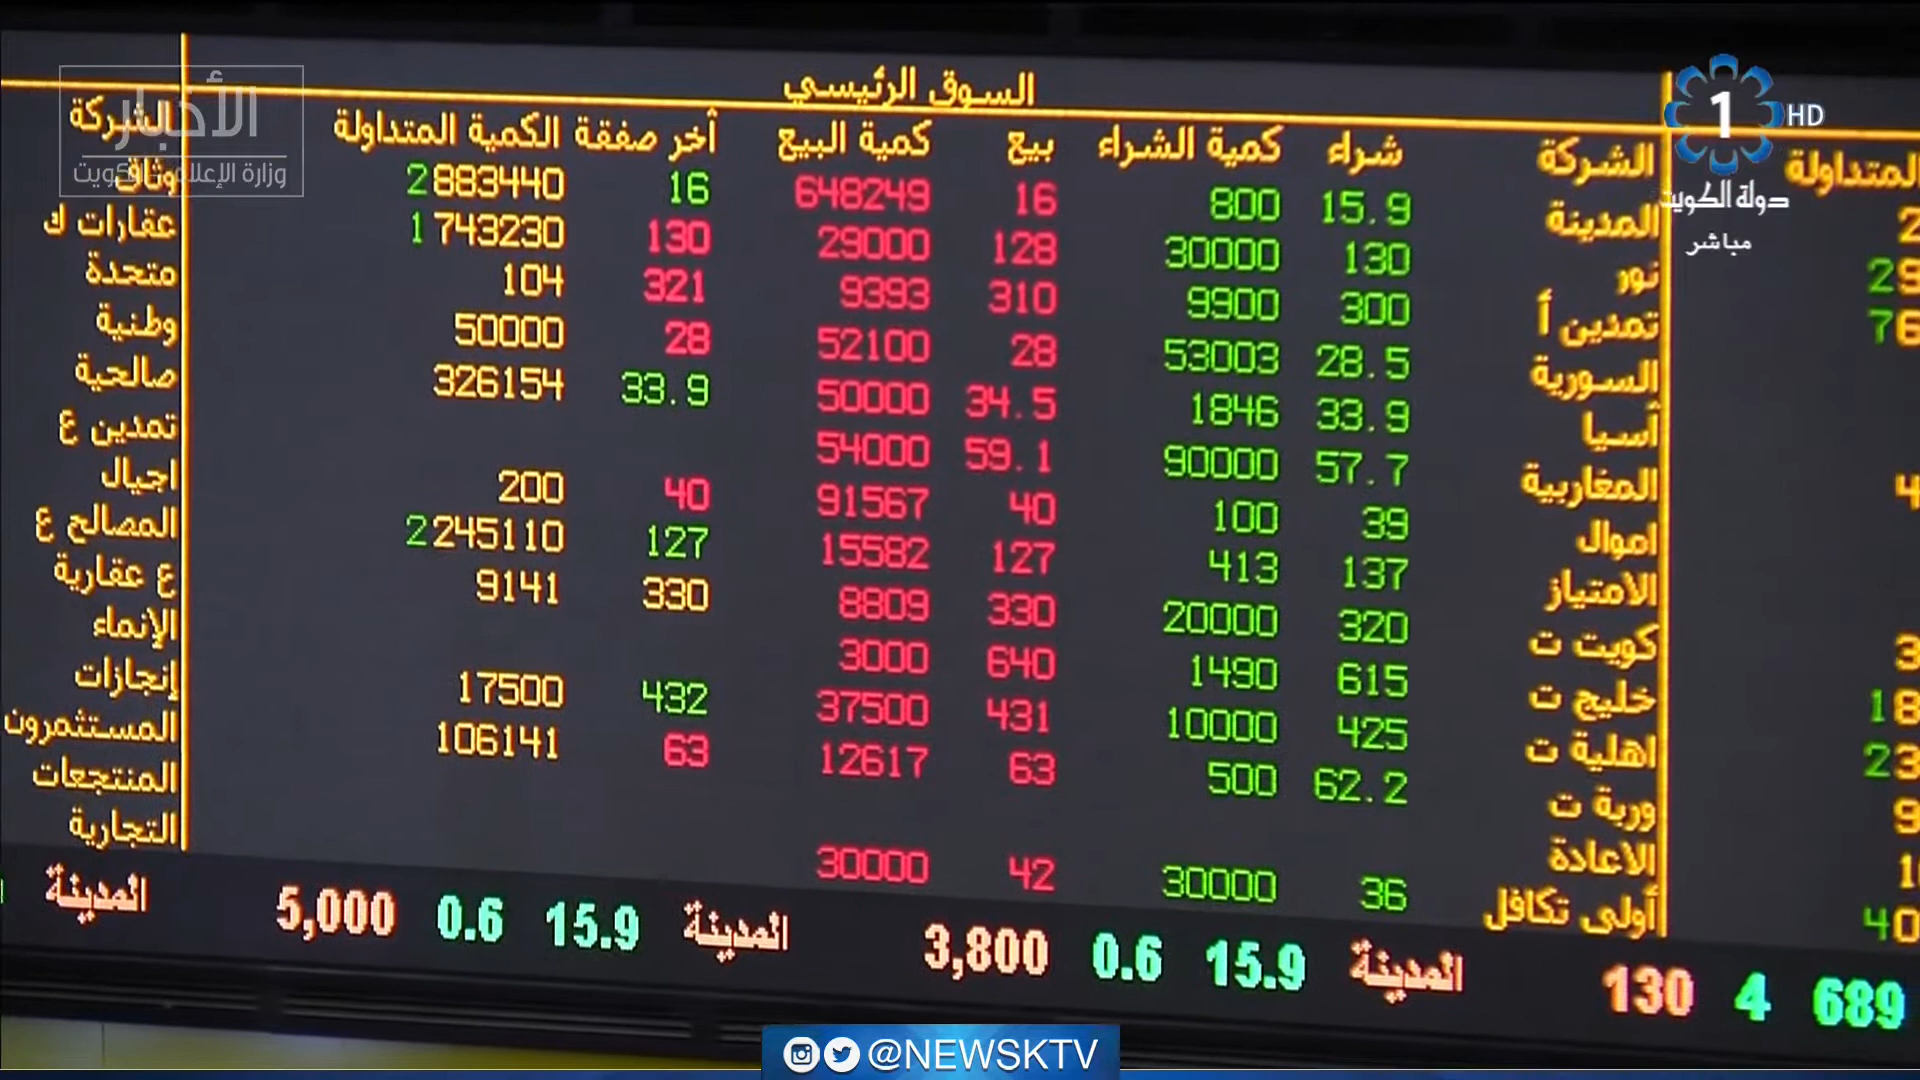 1 HD
دولة الكويت
مباشر
الأخبار
وزارة الإعلام - الكويت
السوق الرئيسي
المتداولة الشركة شراء كمية الشراء بيع كمية البيع أخر صفقة الكمية المتداولة الشركة
المدينة 15.9 800 16 648249 16 2883440 وثاق
نور 130 30000 128 29000 130 1743230 عقارات ك
تمدين أ 300 9900 310 9393 321 104 متحدة
السورية 28.5 53003 28 52100 28 50000 وطنية
أسيا 33.9 1846 34.5 50000 33.9 326154 صالحية
المغاربية 57.7 90000 59.1 54000 تمدين ع
اموال 39 100 40 91567 40 200 اجيال
الامتياز 137 413 127 15582 127 2245110 المصالح ع
كويت ت 320 20000 330 8809 330 9141 ع عقارية
خليج ت 615 1490 640 3000 الإنماء
اهلية ت 425 10000 431 37500 432 17500 إنجازات
وربة ت 62.2 500 63 12617 63 106141 المستثمرون
الاعادة المنتجعات
أولى تكافل 36 30000 42 30000 التجارية
689 4 130 المدينة 15.9 0.6 3,800 المدينة 15.9 0.6 5,000 المدينة
@NEWSKTV